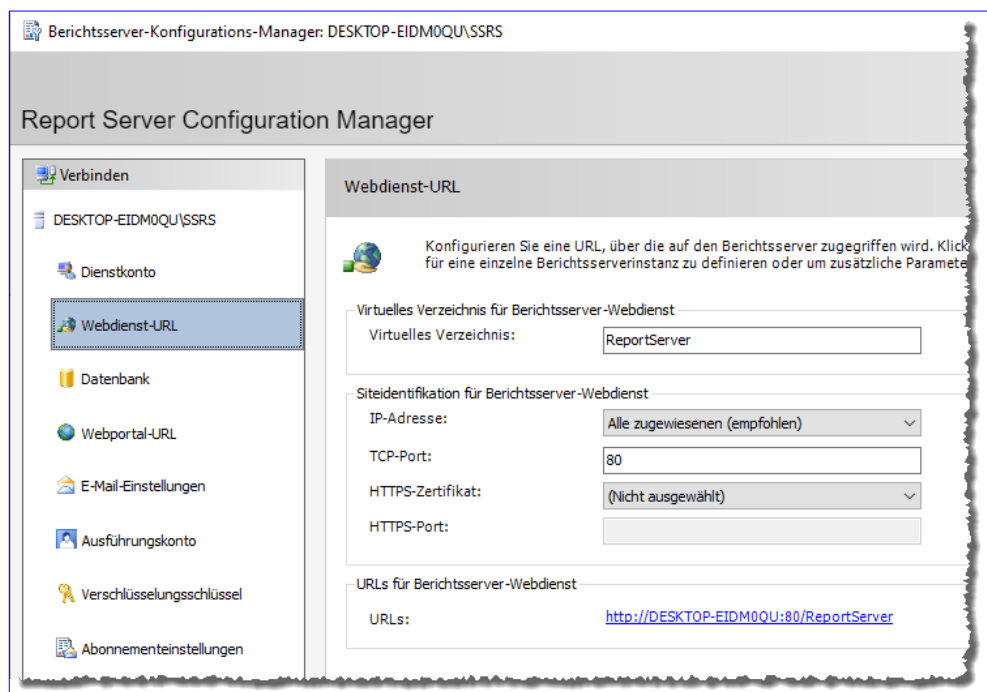 Berichtsserver-Konfigurations-Manager: DESKTOP-EIDM0QU\SSRS
Report Server Configuration Manager
Verbinden
DESKTOP-EIDM0QU\SSRS
Dienstkonto
Webdienst-URL
Datenbank
Webportal-URL
E-Mail-Einstellungen
Ausführungskonto
Verschlüsselungsschlüssel
Abonnementeinstellungen
Webdienst-URL
Konfigurieren Sie eine URL, über die auf den Berichtsserver zugegriffen wird. Klick
für eine einzelne Berichtsserverinstanz zu definieren oder um zusätzliche Paramete
Virtuelles Verzeichnis für Berichtsserver-Webdienst
Virtuelles Verzeichnis: ReportServer
Siteidentifikation für Berichtsserver-Webdienst
IP-Adresse: Alle zugewiesenen (empfohlen)
TCP-Port: 80
HTTPS-Zertifikat: (Nicht ausgewählt)
HTTPS-Port:
URLs für Berichtsserver-Webdienst
URLs: http://DESKTOP-EIDM0QU:80/ReportServer